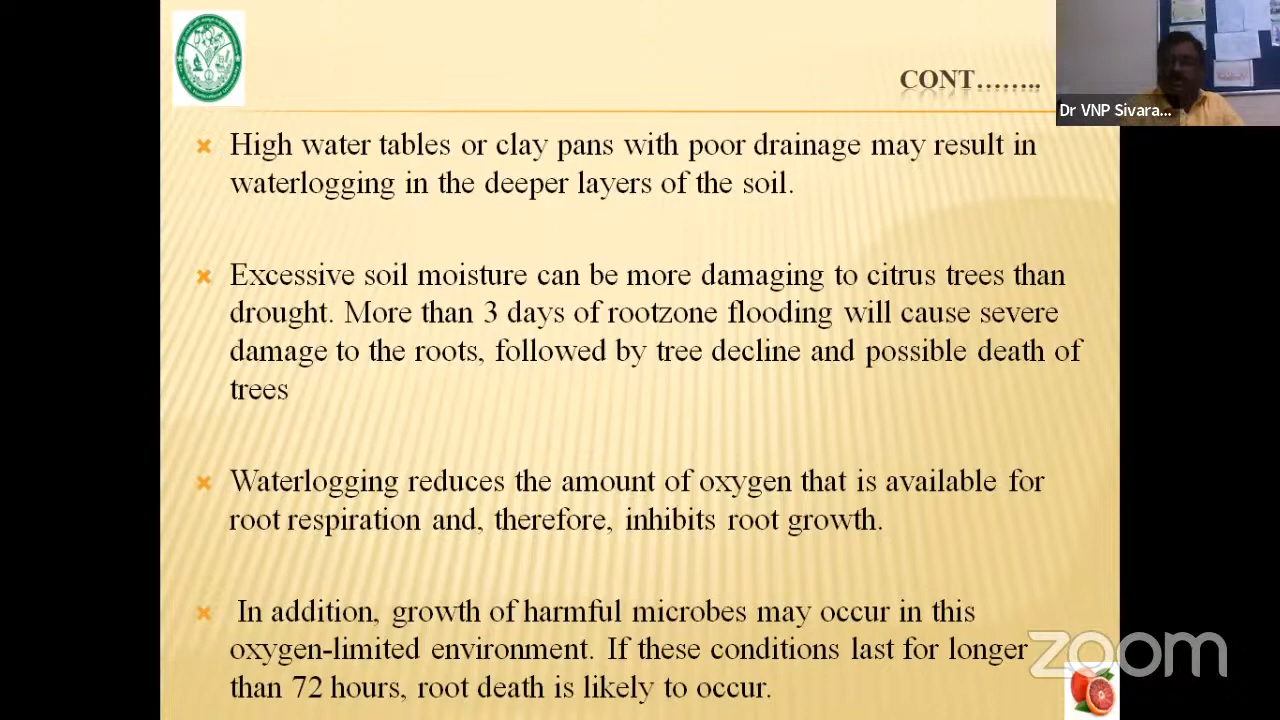 CONT……..
Dr VNP Sivara...
High water tables or clay pans with poor drainage may result in
waterlogging in the deeper layers of the soil.
Excessive soil moisture can be more damaging to citrus trees than
drought. More than 3 days of rootzone flooding will cause severe
damage to the roots, followed by tree decline and possible death of
trees
Waterlogging reduces the amount of oxygen that is available for
root respiration and, therefore, inhibits root growth.
In addition, growth of harmful microbes may occur in this
oxygen-limited environment. If these conditions last for longer
than 72 hours, root death is likely to occur.
zoom